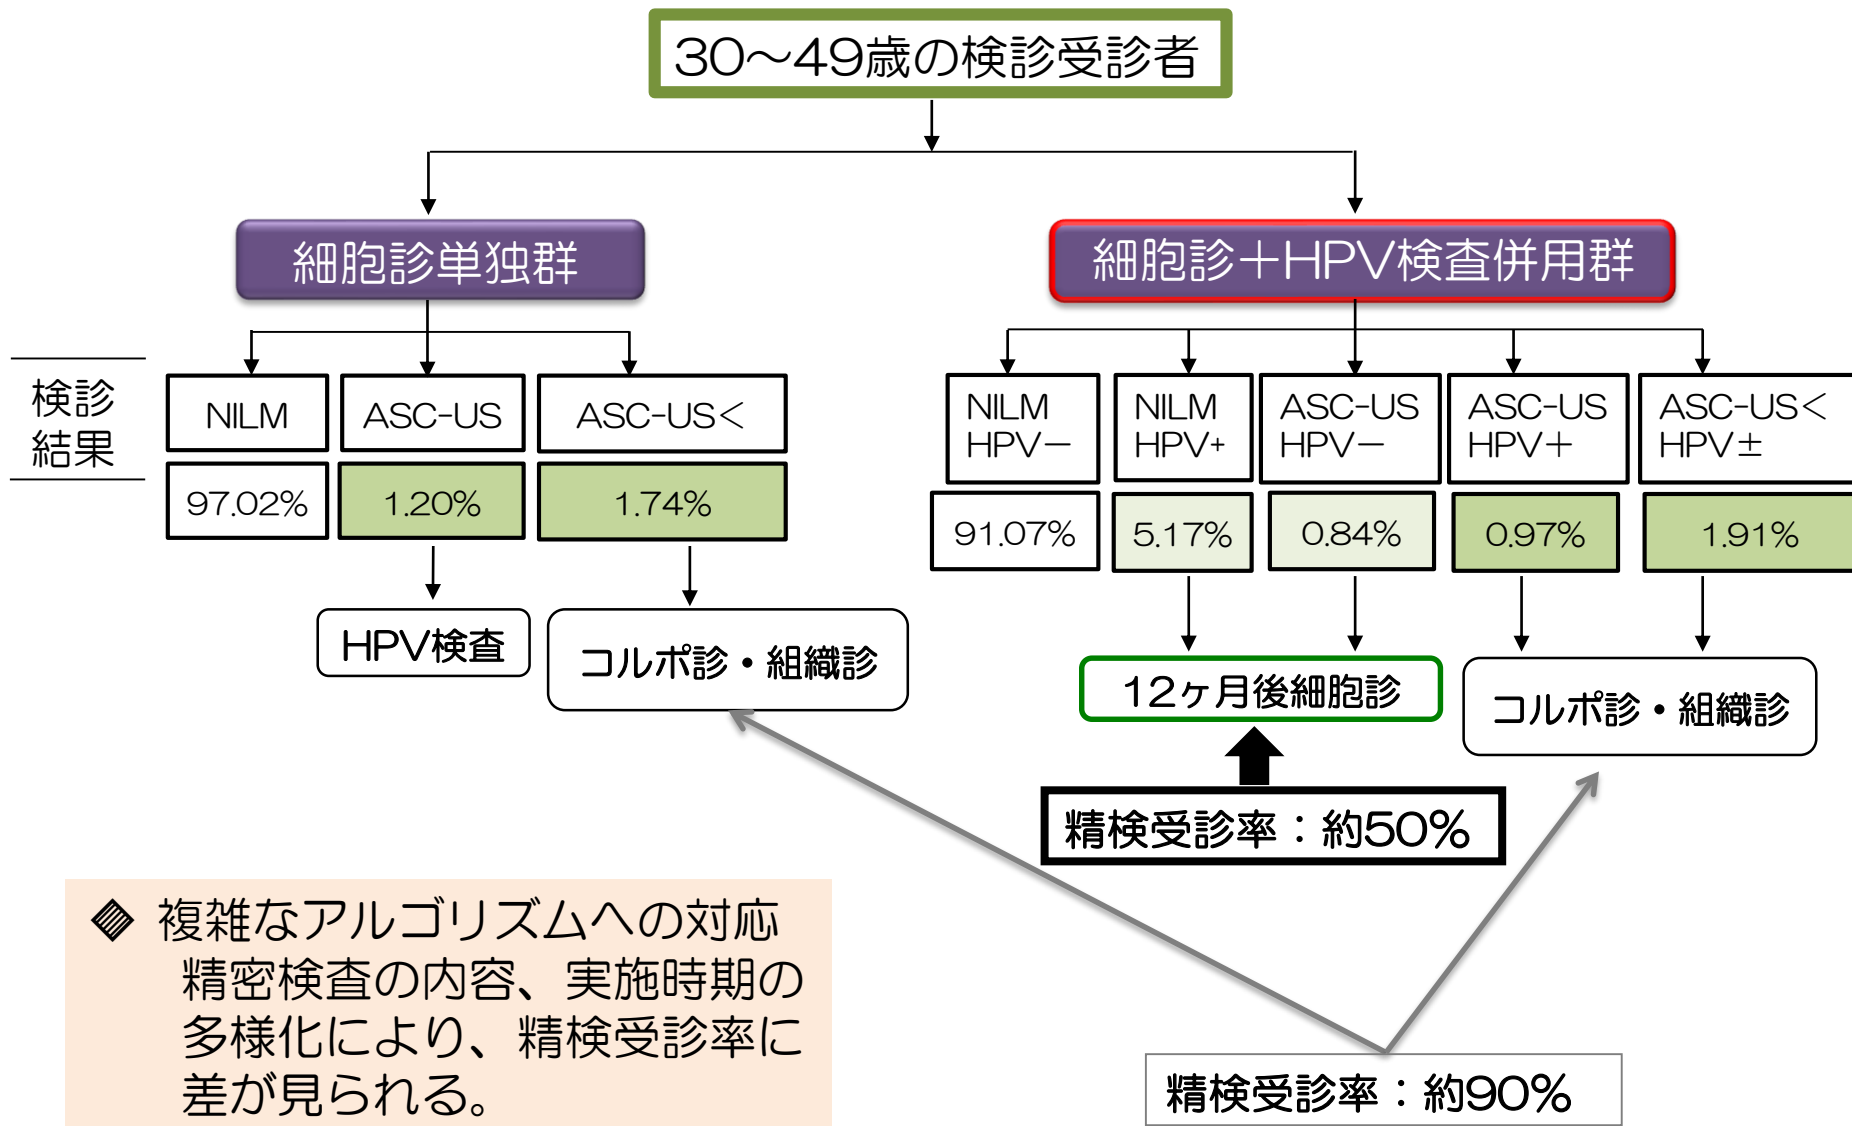 30～49歳の検診受診者
細胞診単独群
細胞診＋HPV検査併用群
検診
結果
NILM
ASC-US
ASC-US＜
97.02%
1.20%
1.74%
NILM
HPV－
NILM
HPV+
ASC-US
HPV－
ASC-US
HPV＋
ASC-US＜
HPV±
91.07%
5.17%
0.84%
0.97%
1.91%
HPV検査
コルポ診・組織診
12ヶ月後細胞診
コルポ診・組織診
精検受診率：約50%
複雑なアルゴリズムへの対応
精密検査の内容、実施時期の
多様化により、精検受診率に
差が見られる。
精検受診率：約90%